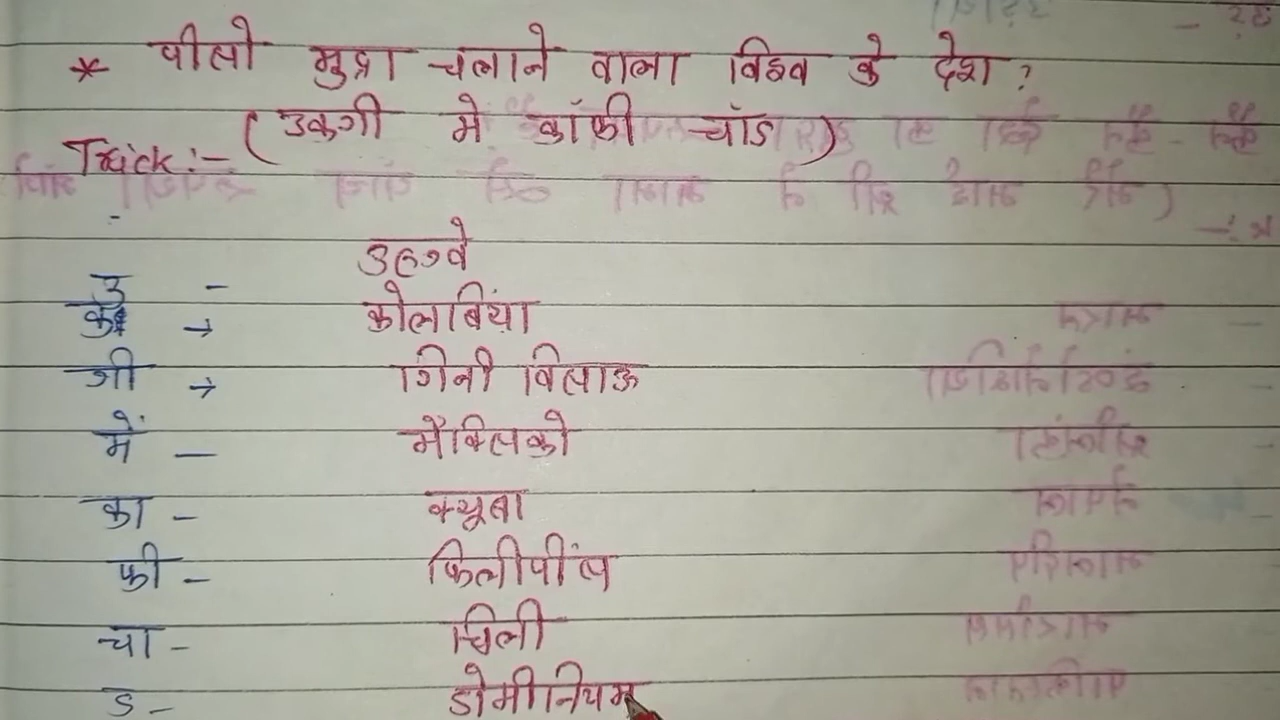 * पीसो मुद्रा चलाने वाला विश्व के देश?
Trick:- (उकगी में कॉफी चॉड)
उ - उरुग्वे
क → कोलंबिया
गी → गिनी विसाऊ
में - मैक्सिको
का - क्यूबा
फी - फिलीपींस
चा - चिली
ड - डोमीनियम